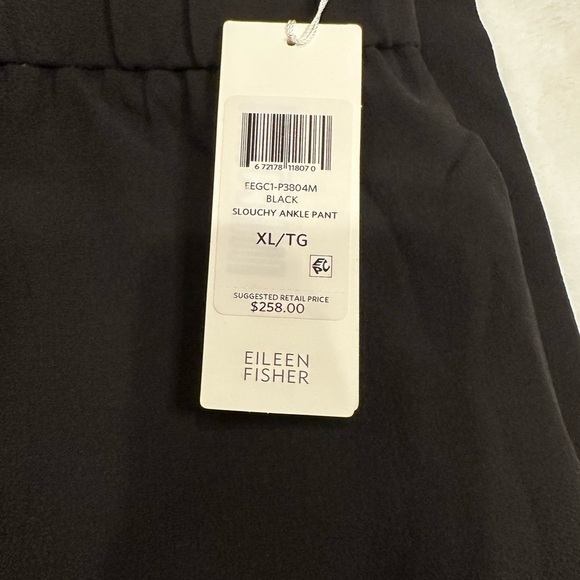 6 72178 11807 0
EEGC1-P3804M
BLACK
SLOUCHY ANKLE PANT
XL/TG
SUGGESTED RETAIL PRICE
$258.00
EILEEN
FISHER